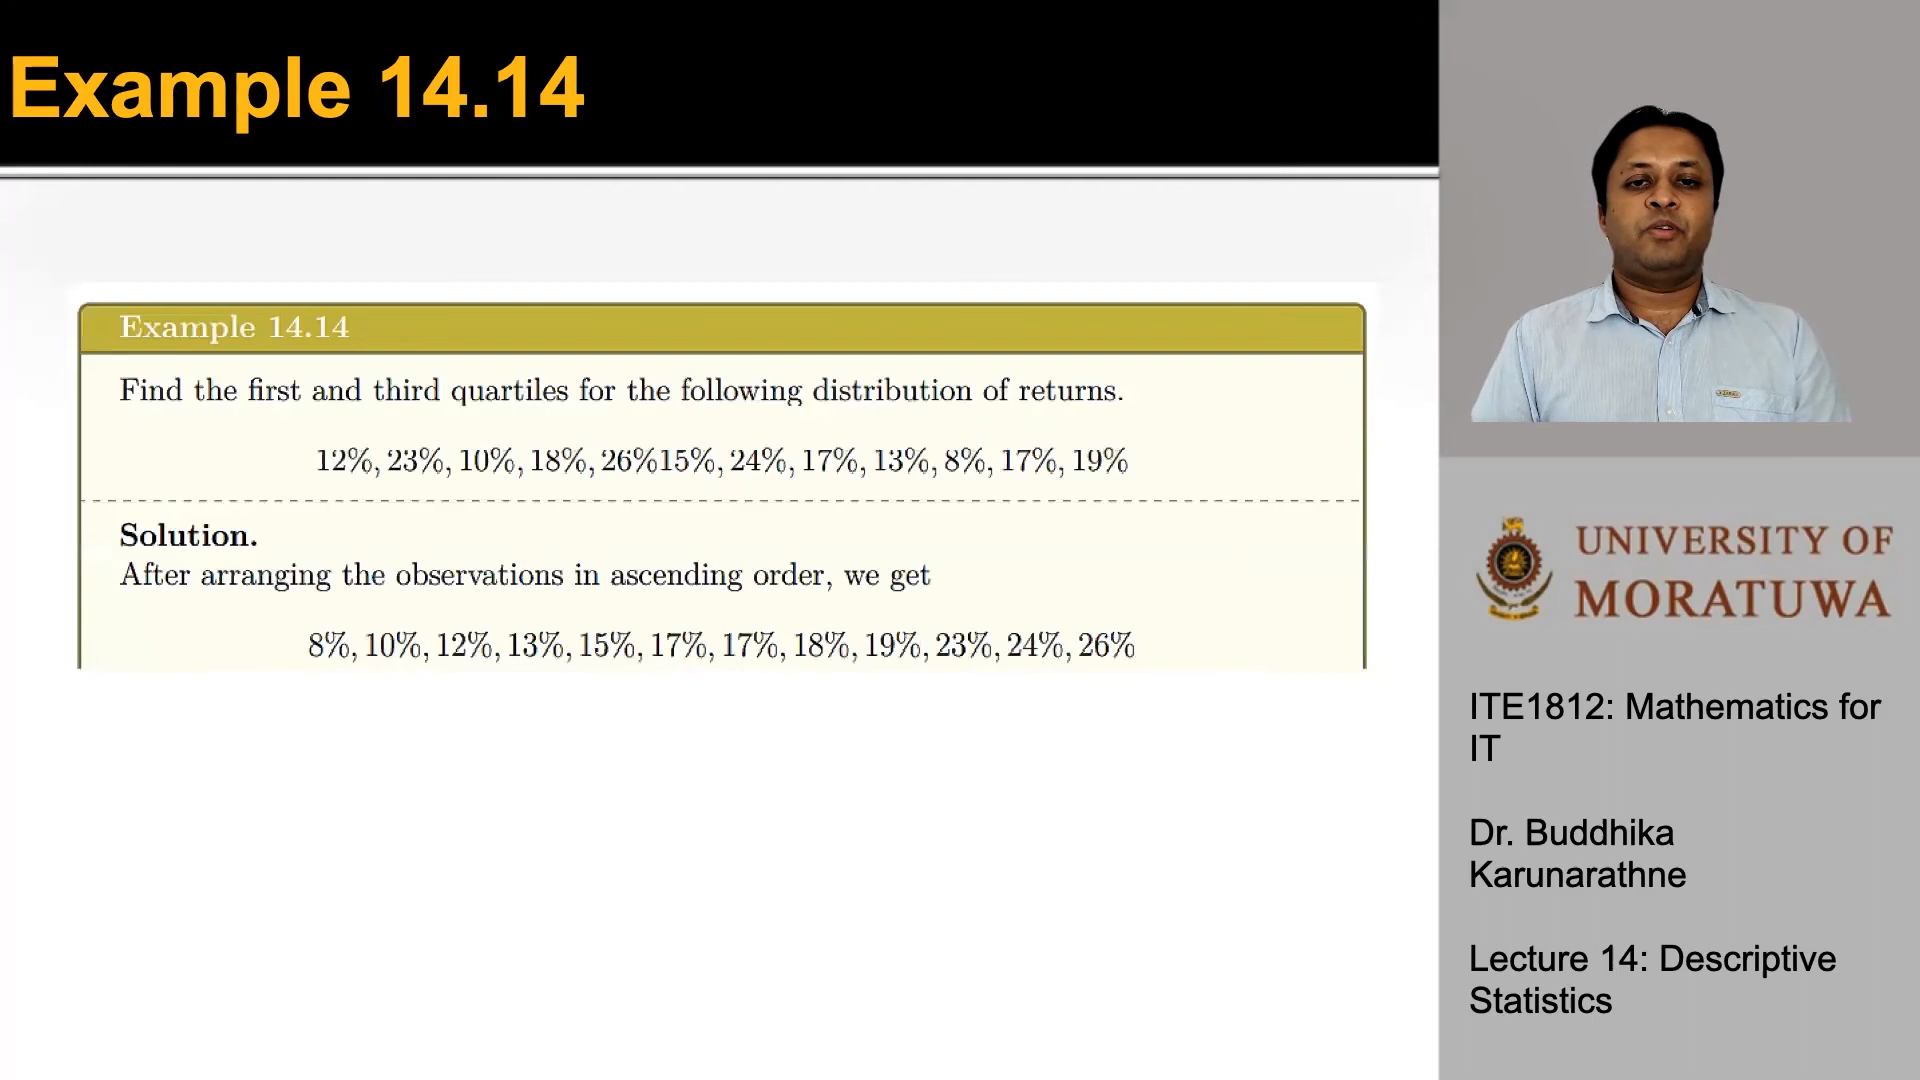 Example 14.14
Example 14.14
Find the first and third quartiles for the following distribution of returns.
12%, 23%, 10%, 18%, 26%15%, 24%, 17%, 13%, 8%, 17%, 19%
Solution.
After arranging the observations in ascending order, we get
8%, 10%, 12%, 13%, 15%, 17%, 17%, 18%, 19%, 23%, 24%, 26%
UNIVERSITY OF
MORATUWA
ITE1812: Mathematics for
IT
Dr. Buddhika
Karunarathne
Lecture 14: Descriptive
Statistics